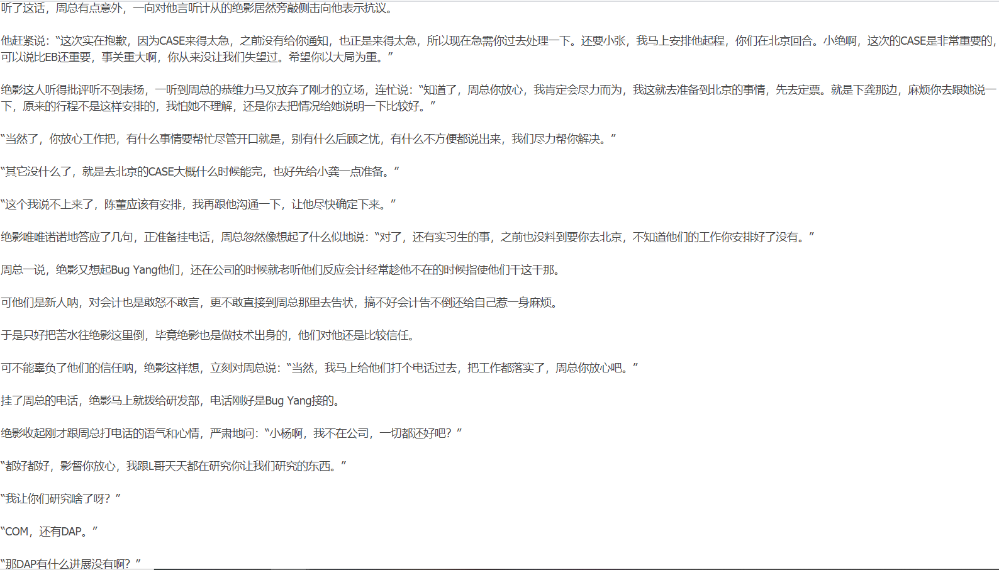 听了这话，周总有点意外，一向对他言听计从的绝影居然旁敲侧击向他表示抗议。
他赶紧说：“这次实在抱歉，因为CASE来得太急，之前没有给你通知，也正是来得太急，所以现在急需你过去处理一下。还要小张，我马上安排他起程，你们在北京回合。小绝啊，这次的CASE是非常重要的，
可以说比EB还重要，事关重大啊，你从来没让我们失望过。希望你以大局为重。”
绝影这人听得批评听不到表扬，一听到周总的恭维力马又放弃了刚才的立场，连忙说：“知道了，周总你放心，我肯定会尽力而为，我这就去准备到北京的事情，先去定票。就是下龚那边，麻烦你去跟她说一
下，原来的行程不是这样安排的，我怕她不理解，还是你去把情况给她说明一下比较好。”
“当然了，你放心工作把，有什么事情要帮忙尽管开口就是，别有什么后顾之忧，有什么不方便都说出来，我们尽力帮你解决。”
“其它没什么了，就是去北京的CASE大概什么时候能完，也好先给小龚一点准备。”
“这个我说不上来了，陈董应该有安排，我再跟他沟通一下，让他尽快确定下来。”
绝影唯唯诺诺地答应了几句，正准备挂电话，周总忽然像想起了什么似地说：“对了，还有实习生的事，之前也没料到要你去北京，不知道他们的工作你安排好了没有。”
周总一说，绝影又想起Bug Yang他们，还在公司的时候就老听他们反应会计经常趁他不在的时候指使他们干这干那。
可他们是新人呐，对会计也是敢怒不敢言，更不敢直接到周总那里去告状，搞不好会计告不倒还给自己惹一身麻烦。
于是只好把苦水往绝影这里倒，毕竟绝影也是做技术出身的，他们对他还是比较信任。
可不能辜负了他们的信任呐，绝影这样想，立刻对周总说：“当然，我马上给他们打个电话过去，把工作都落实了，周总你放心吧。”
挂了周总的电话，绝影马上就拨给研发部，电话刚好是Bug Yang接的。
绝影收起刚才跟周总打电话的语气和心情，严肃地问：“小杨啊，我不在公司，一切都还好吧？”
“都好都好，影督你放心，我跟L哥天天都在研究你让我们研究的东西。”
“我让你们研究啥了呀？”
“COM，还有DAP。”
“那DAP有什么进展没有啊？”